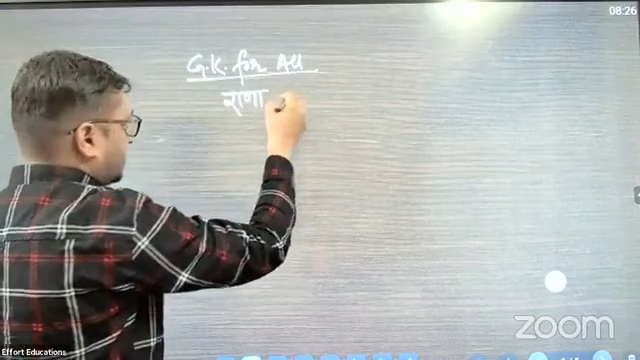 08:26
G.K. for All
राणा
zoom
Effort Educations